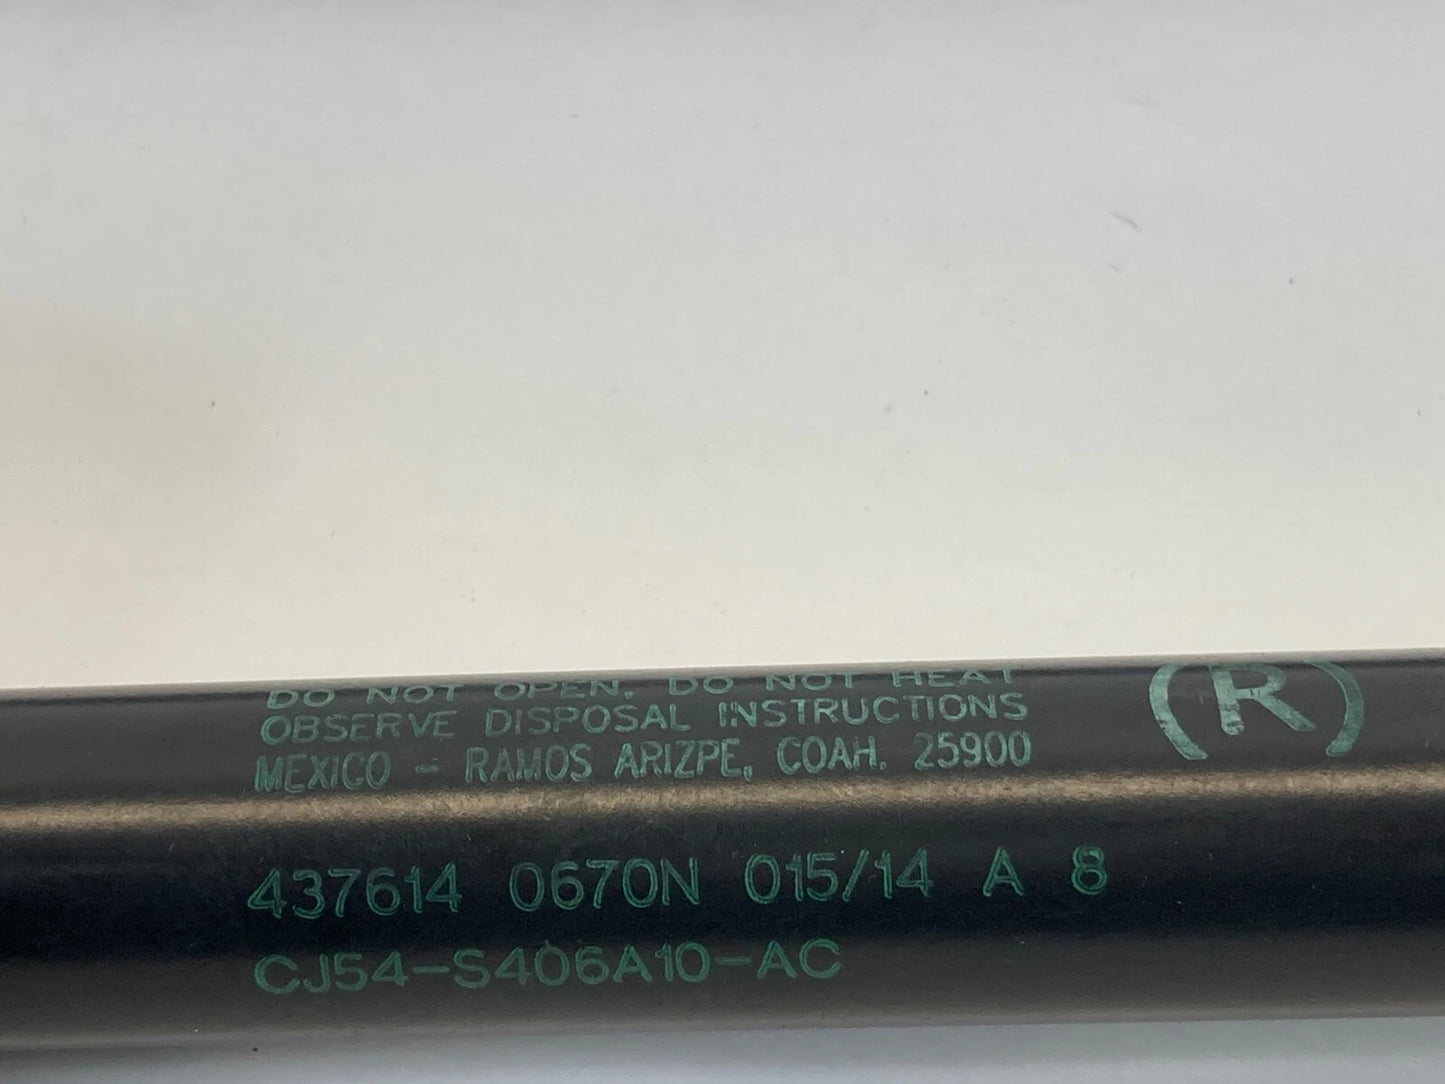 DO NOT OPEN. DO NOT HEAT
OBSERVE DISPOSAL INSTRUCTIONS
MEXICO - RAMOS ARIZPE, COAH. 25900
(R)
437614 0670N 015/14 A 8
CJ54-S406A10-AC